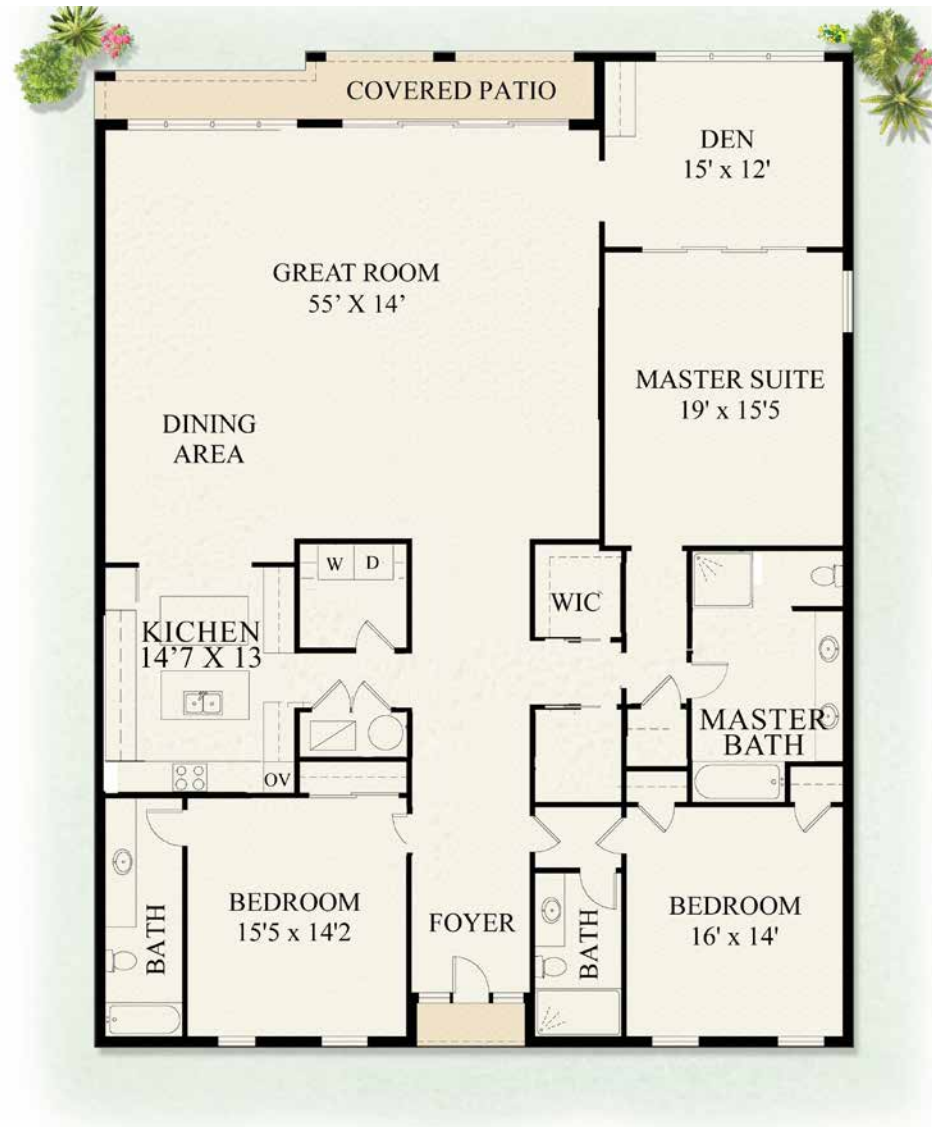 COVERED PATIO
DEN
15' x 12'
GREAT ROOM
55’ X 14’
MASTER SUITE
19' x 15'5
DINING
AREA
W D
WIC
KICHEN
14’7 X 13
MASTER
BATH
OV
BEDROOM
15'5 x 14'2
FOYER
BEDROOM
16' x 14'
BATH
BATH